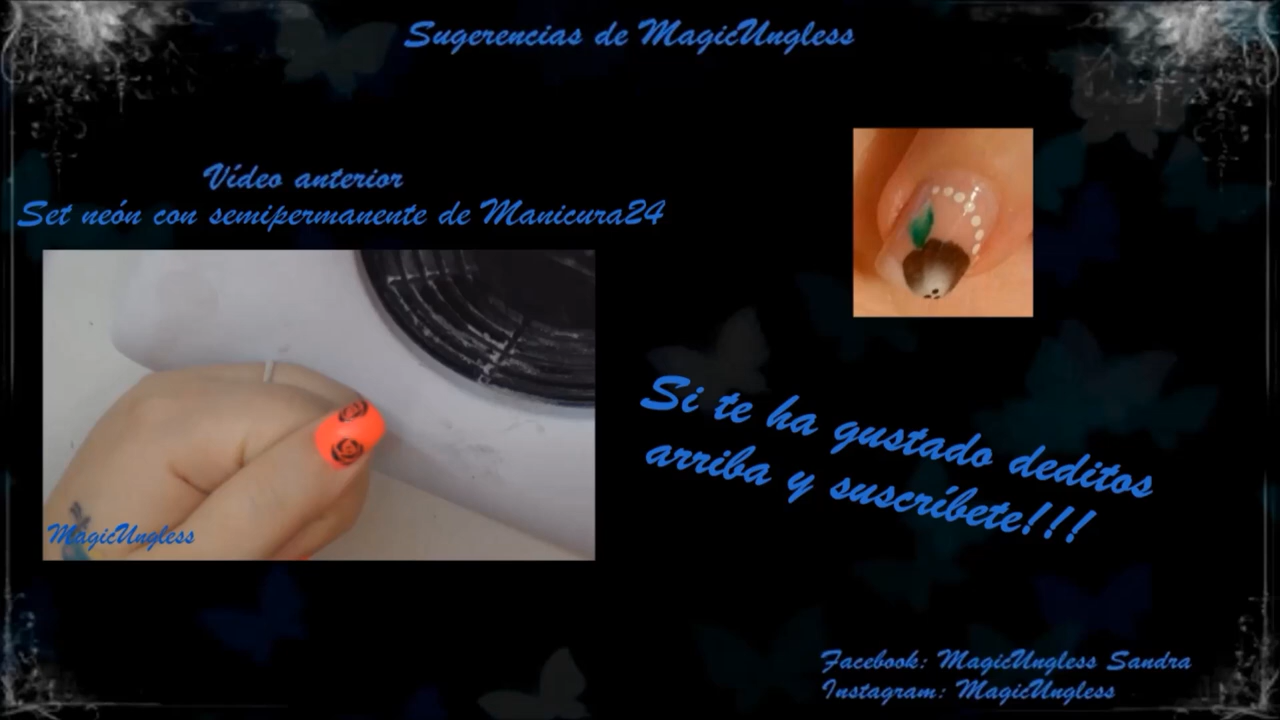 Sugerencias de MagicUngless
Vídeo anterior
Set neón con semipermanente de Manicura24
MagicUngless
Si te ha gustado deditos
arriba y suscríbete!!!
Facebook: MagicUngless Sandra
Instagram: MagicUngless